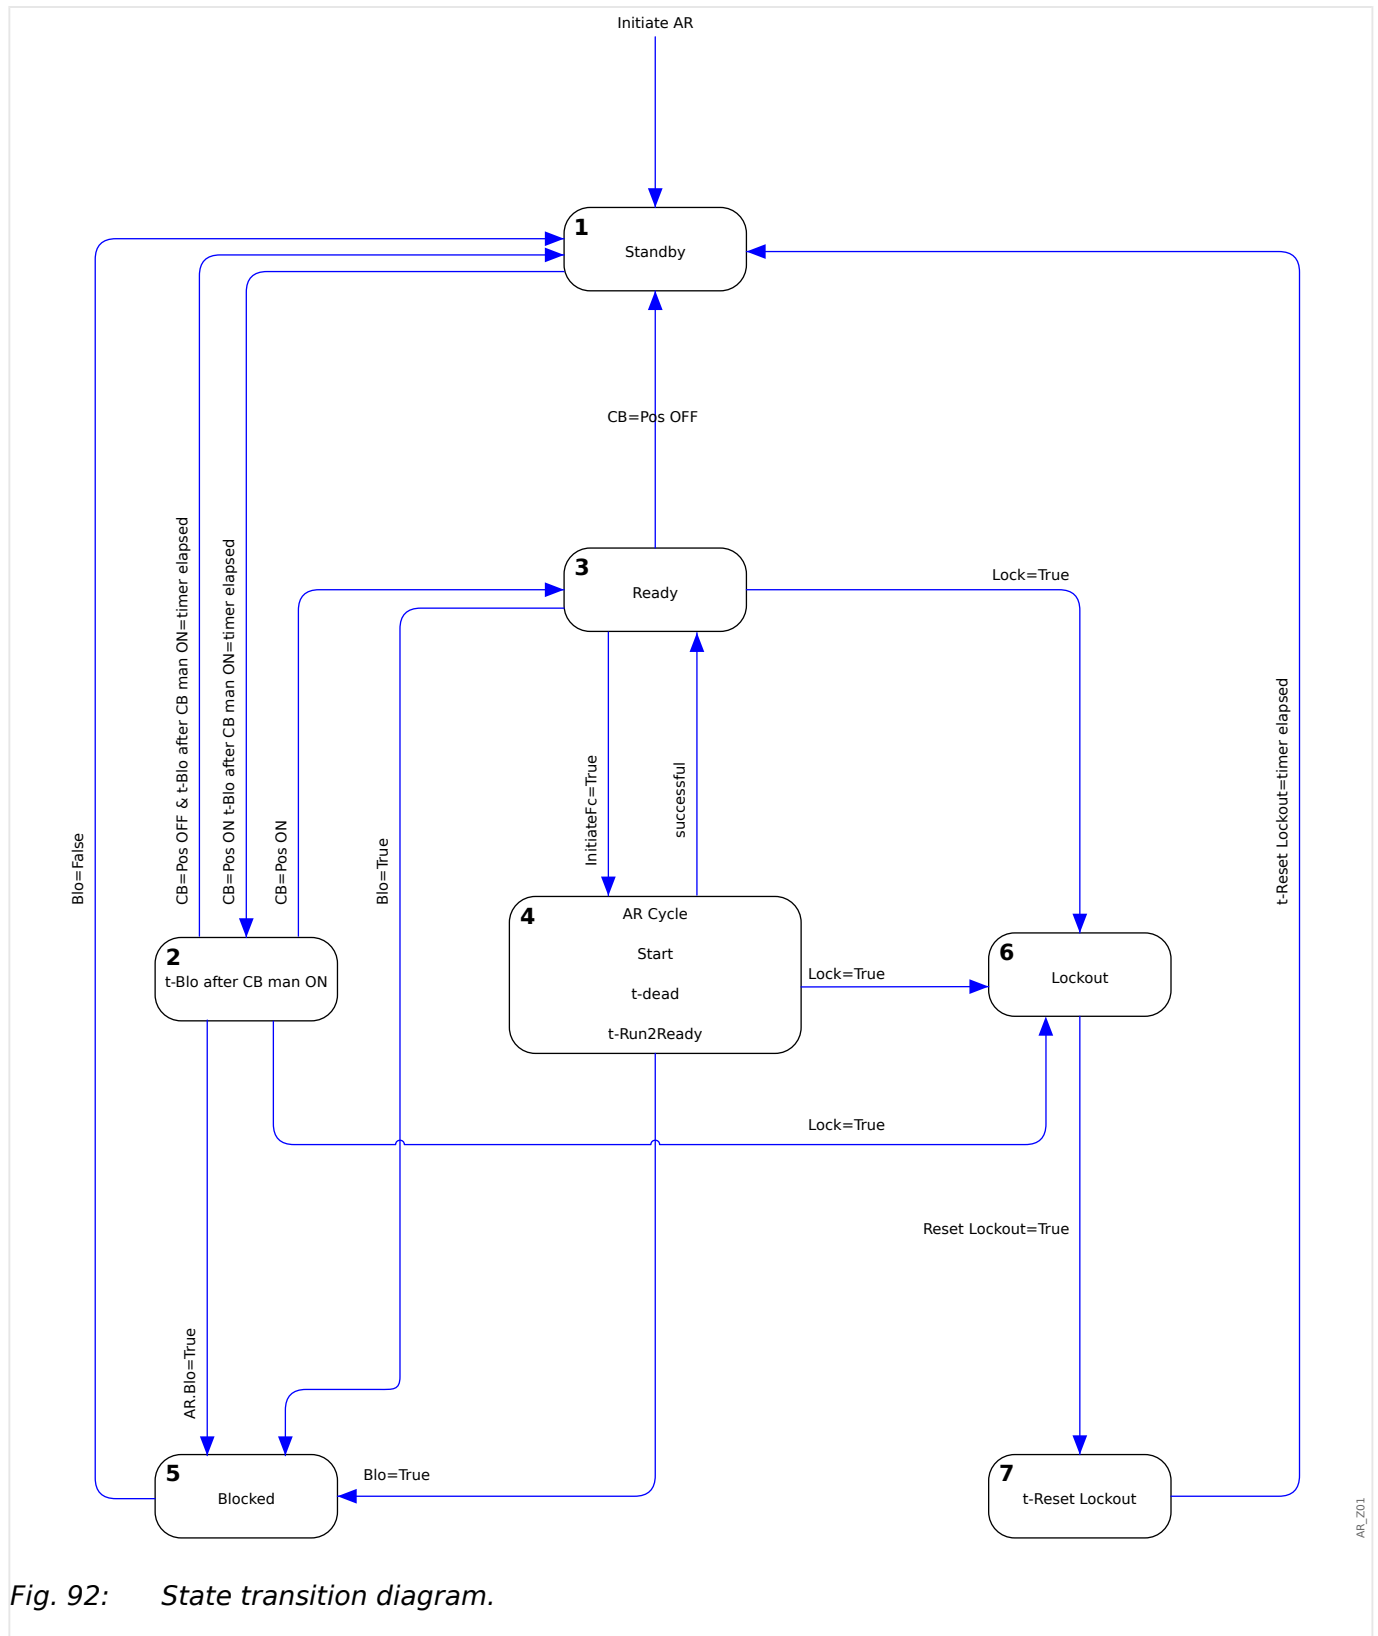 Initiate AR
1
Standby
CB=Pos OFF
3
Ready
Lock=True
CB=Pos OFF & t-Blo after CB man ON=timer elapsed
CB=Pos ON t-Blo after CB man ON=timer elapsed
CB=Pos ON
Blo=False
Blo=True
InitiateFc=True
successful
t-Reset Lockout=timer elapsed
2
t-Blo after CB man ON
4
AR Cycle
Start
t-dead
t-Run2Ready
Lock=True
6
Lockout
Lock=True
Reset Lockout=True
AR.Blo=True
5
Blocked
Blo=True
7
t-Reset Lockout
AR_Z01
Fig. 92: State transition diagram.